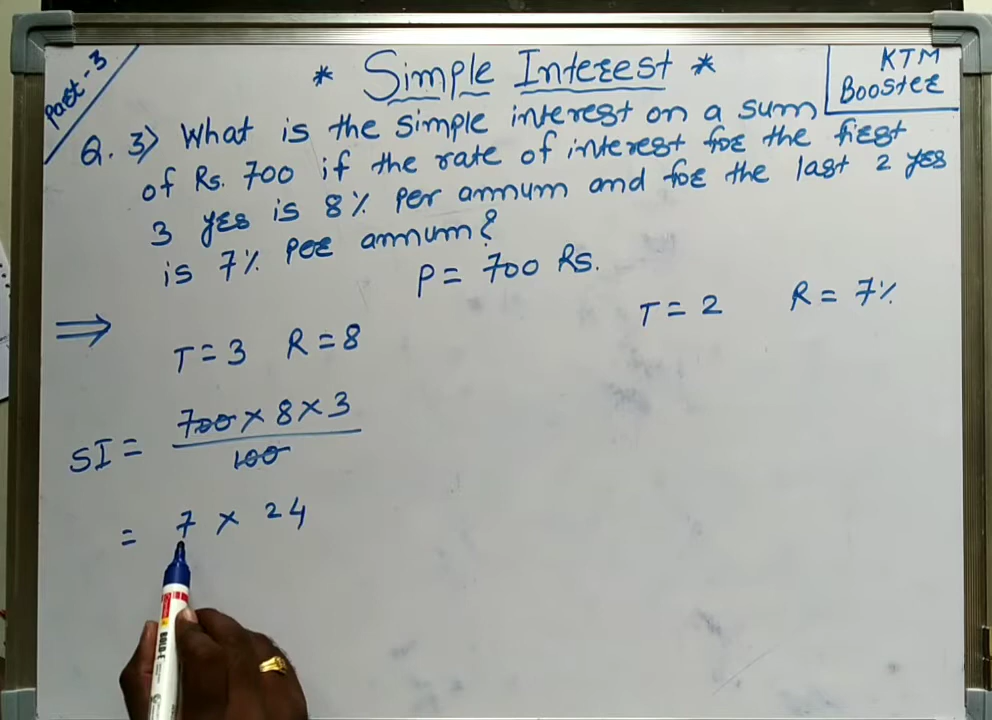 Part-3
* Simple Interest *
KTM
Booster
Q. 3) What is the simple interest on a sum
of Rs. 700 if the rate of interest for the first
3 yrs is 8% per annum and for the last 2 yrs
is 7% per annum?
P = 700 Rs.
⇒ T = 3 R = 8
T = 2 R = 7%
SI = 700 × 8 × 3
100
= 7 × 24